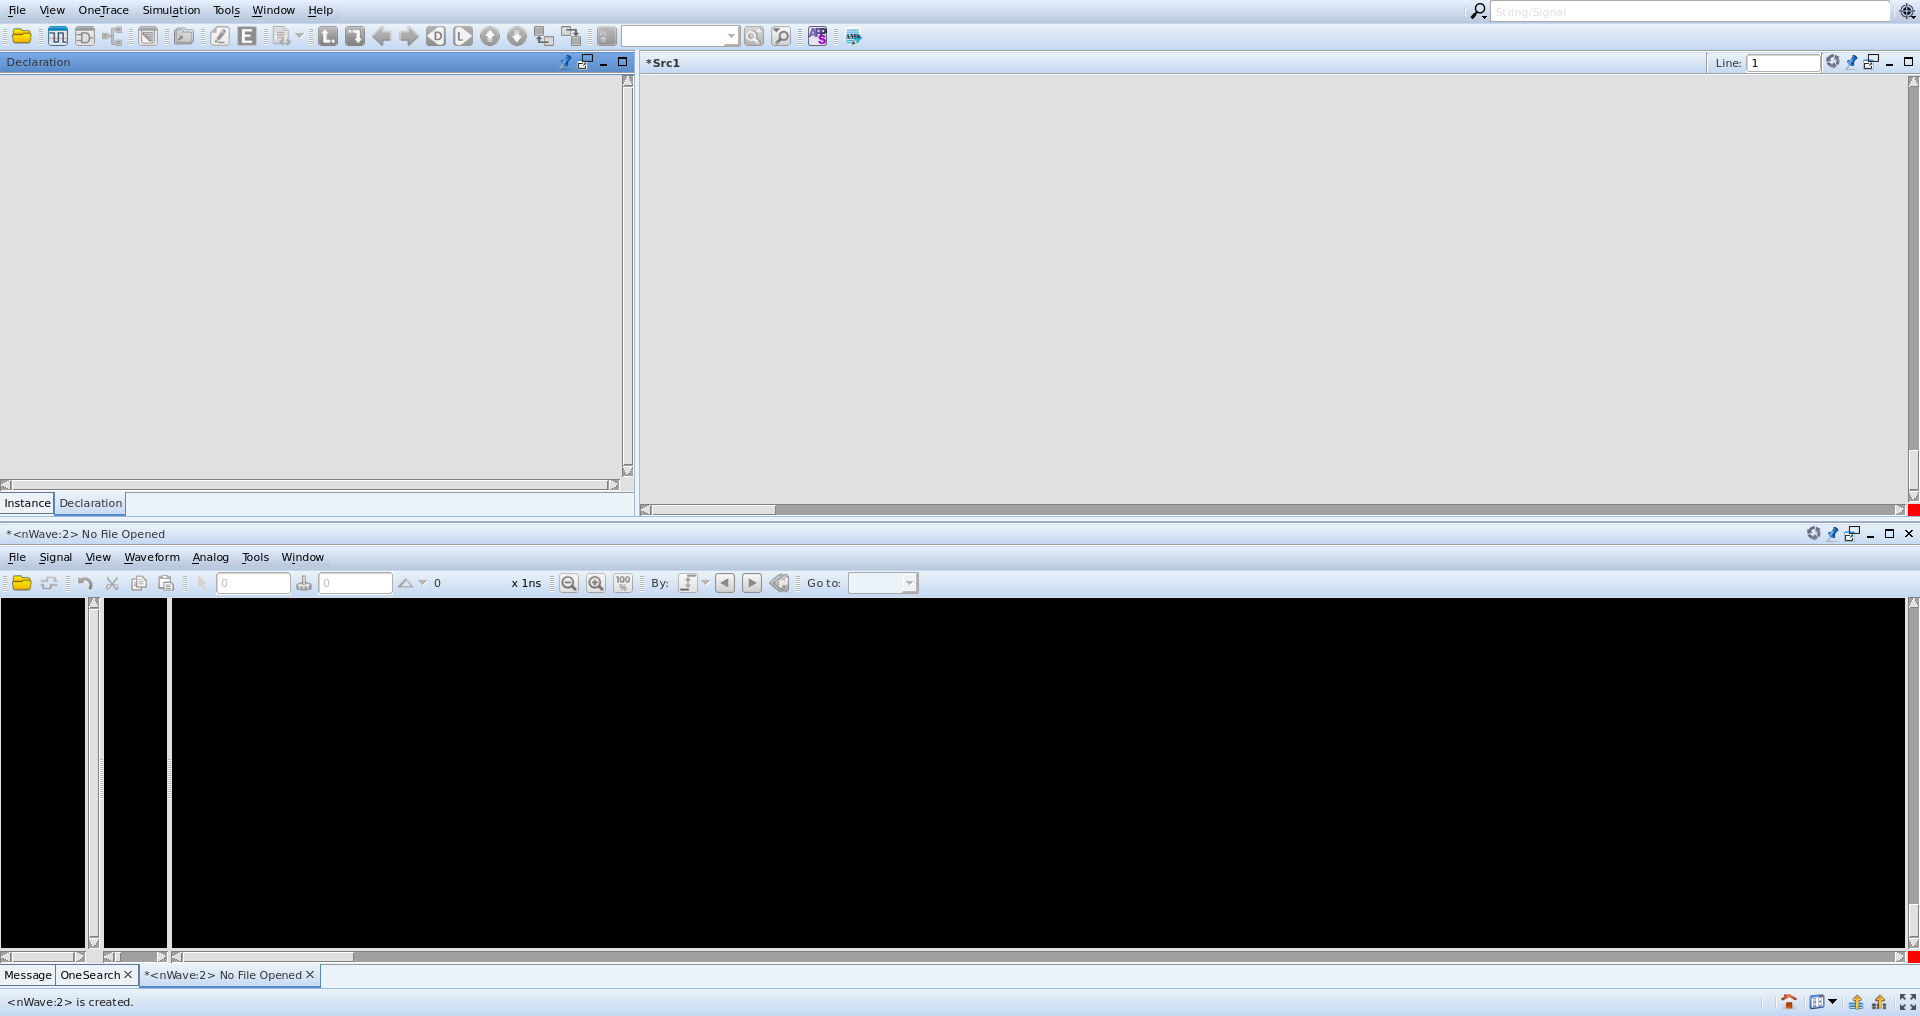 File View OneTrace Simulation Tools Window Help
String/Signal
Declaration
*Src1
Line: 1
Instance Declaration
*<nWave:2> No File Opened
File Signal View Waveform Analog Tools Window
0 0 0 x 1ns 100 % By: Go to:
Message OneSearch *<nWave:2> No File Opened
<nWave:2> is created.